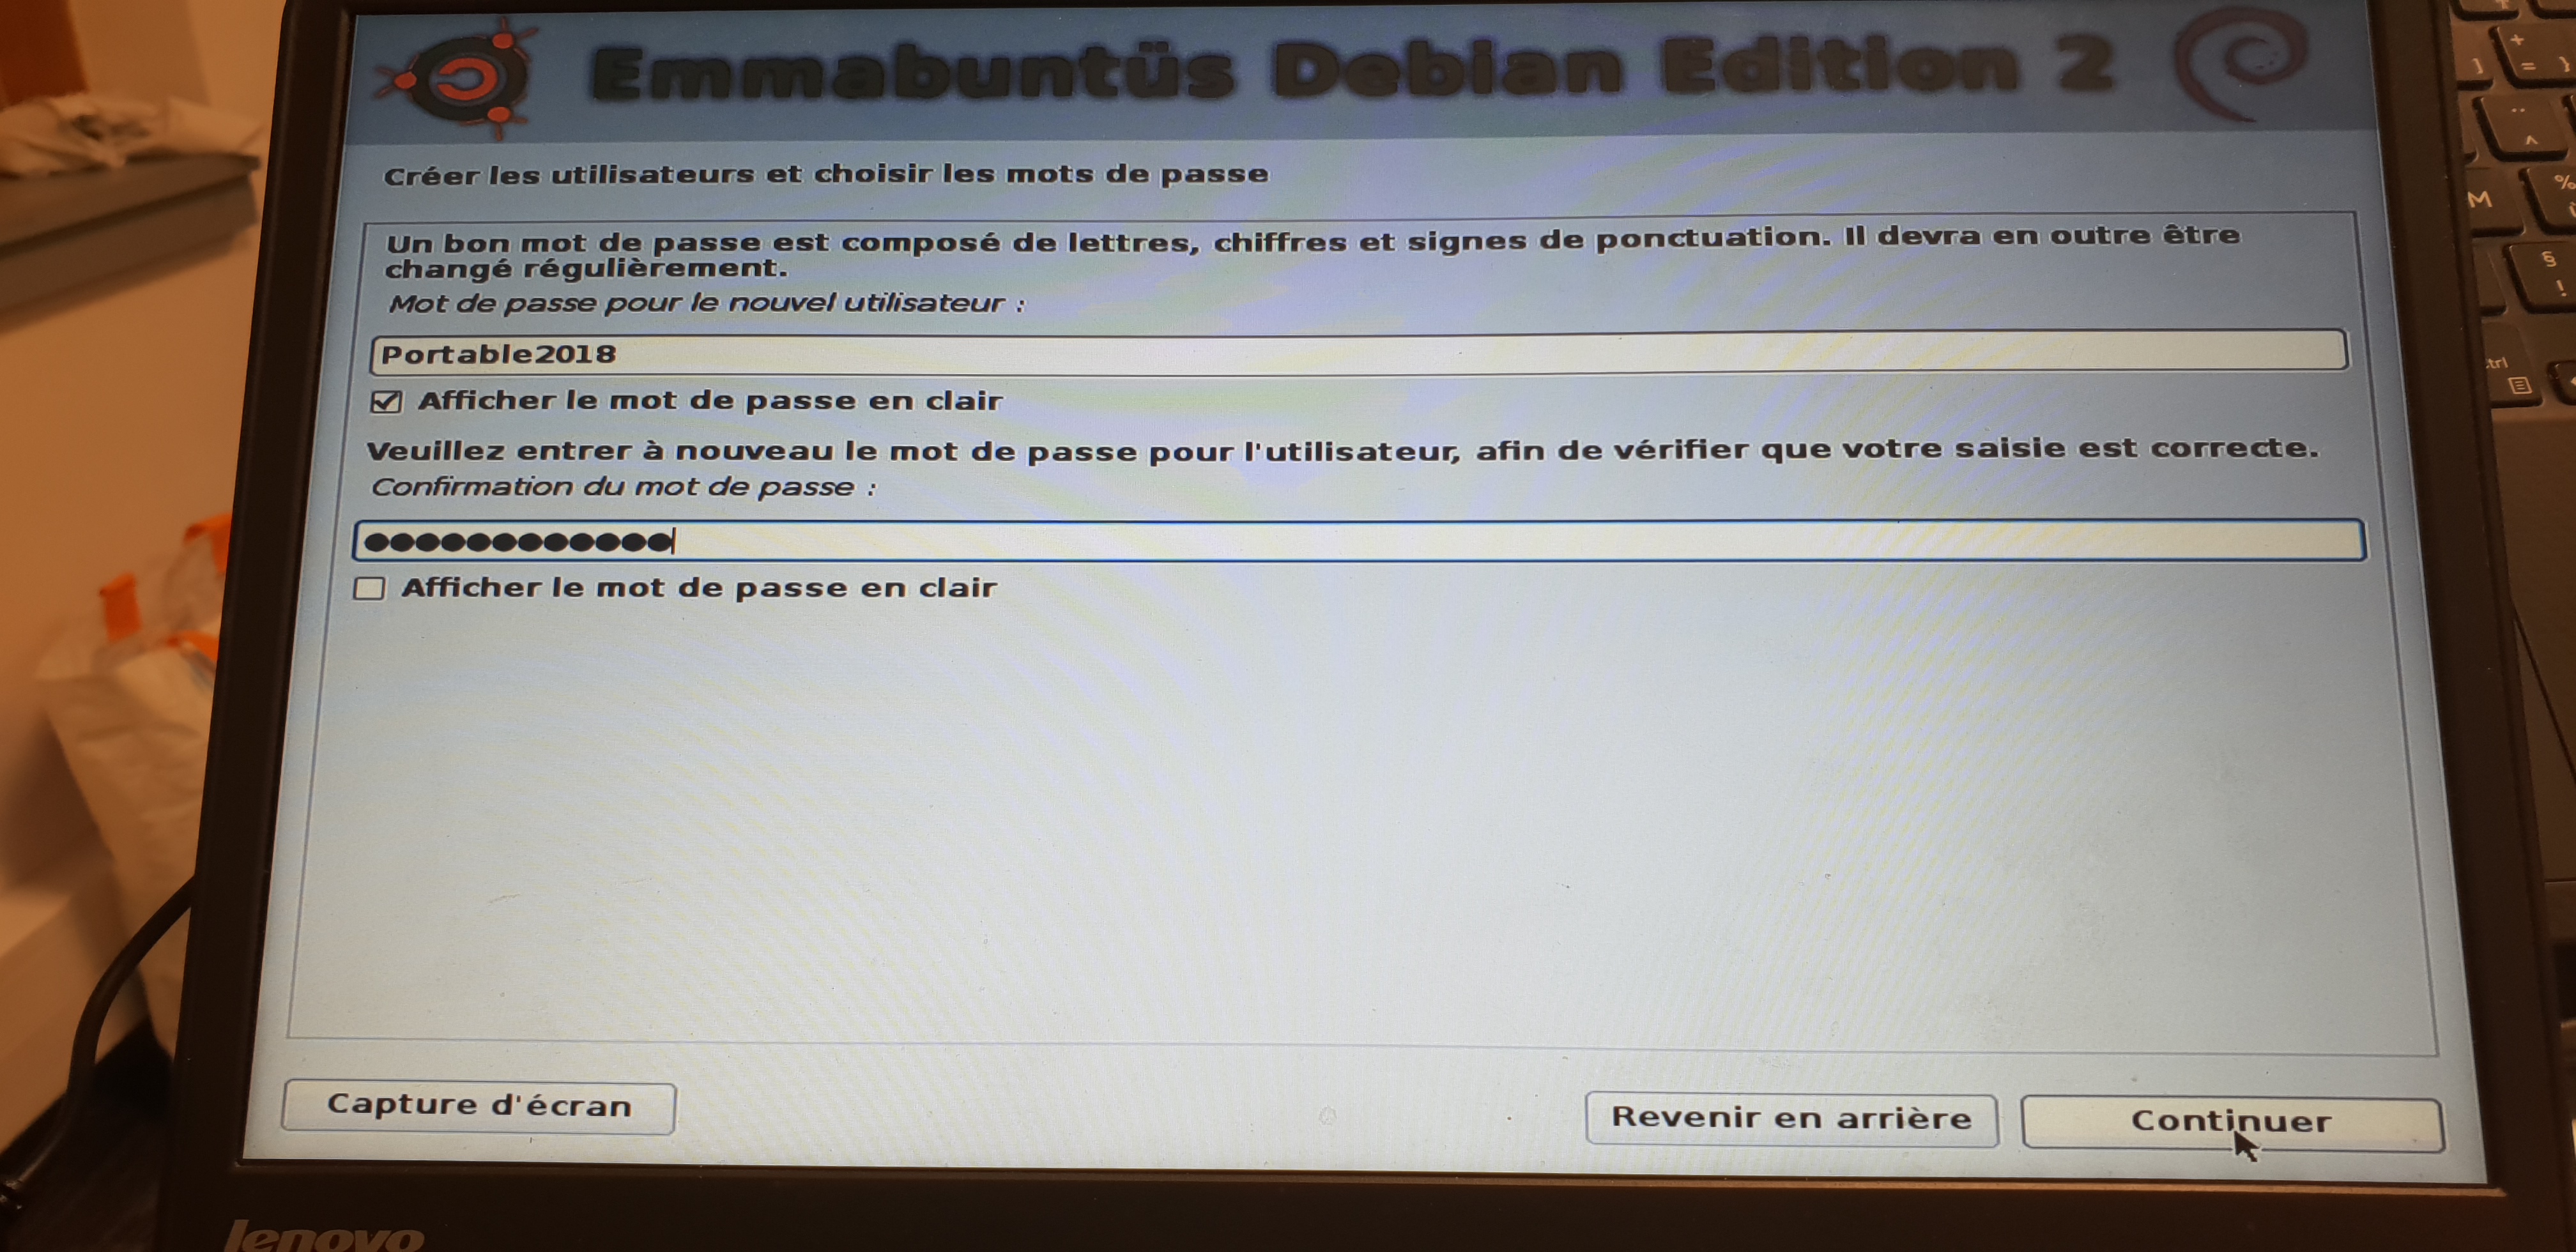 Emmabuntüs Debian Edition 2
Créer les utilisateurs et choisir les mots de passe
Un bon mot de passe est composé de lettres, chiffres et signes de ponctuation. Il devra en outre être
changé régulièrement.
Mot de passe pour le nouvel utilisateur :
Portable2018
Afficher le mot de passe en clair
Veuillez entrer à nouveau le mot de passe pour l'utilisateur, afin de vérifier que votre saisie est correcte.
Confirmation du mot de passe :
●●●●●●●●●●●●
Afficher le mot de passe en clair
Capture d'écran
Revenir en arrière
Continuer
lenovo
+
= }
]
¨
^
M
%
§
!